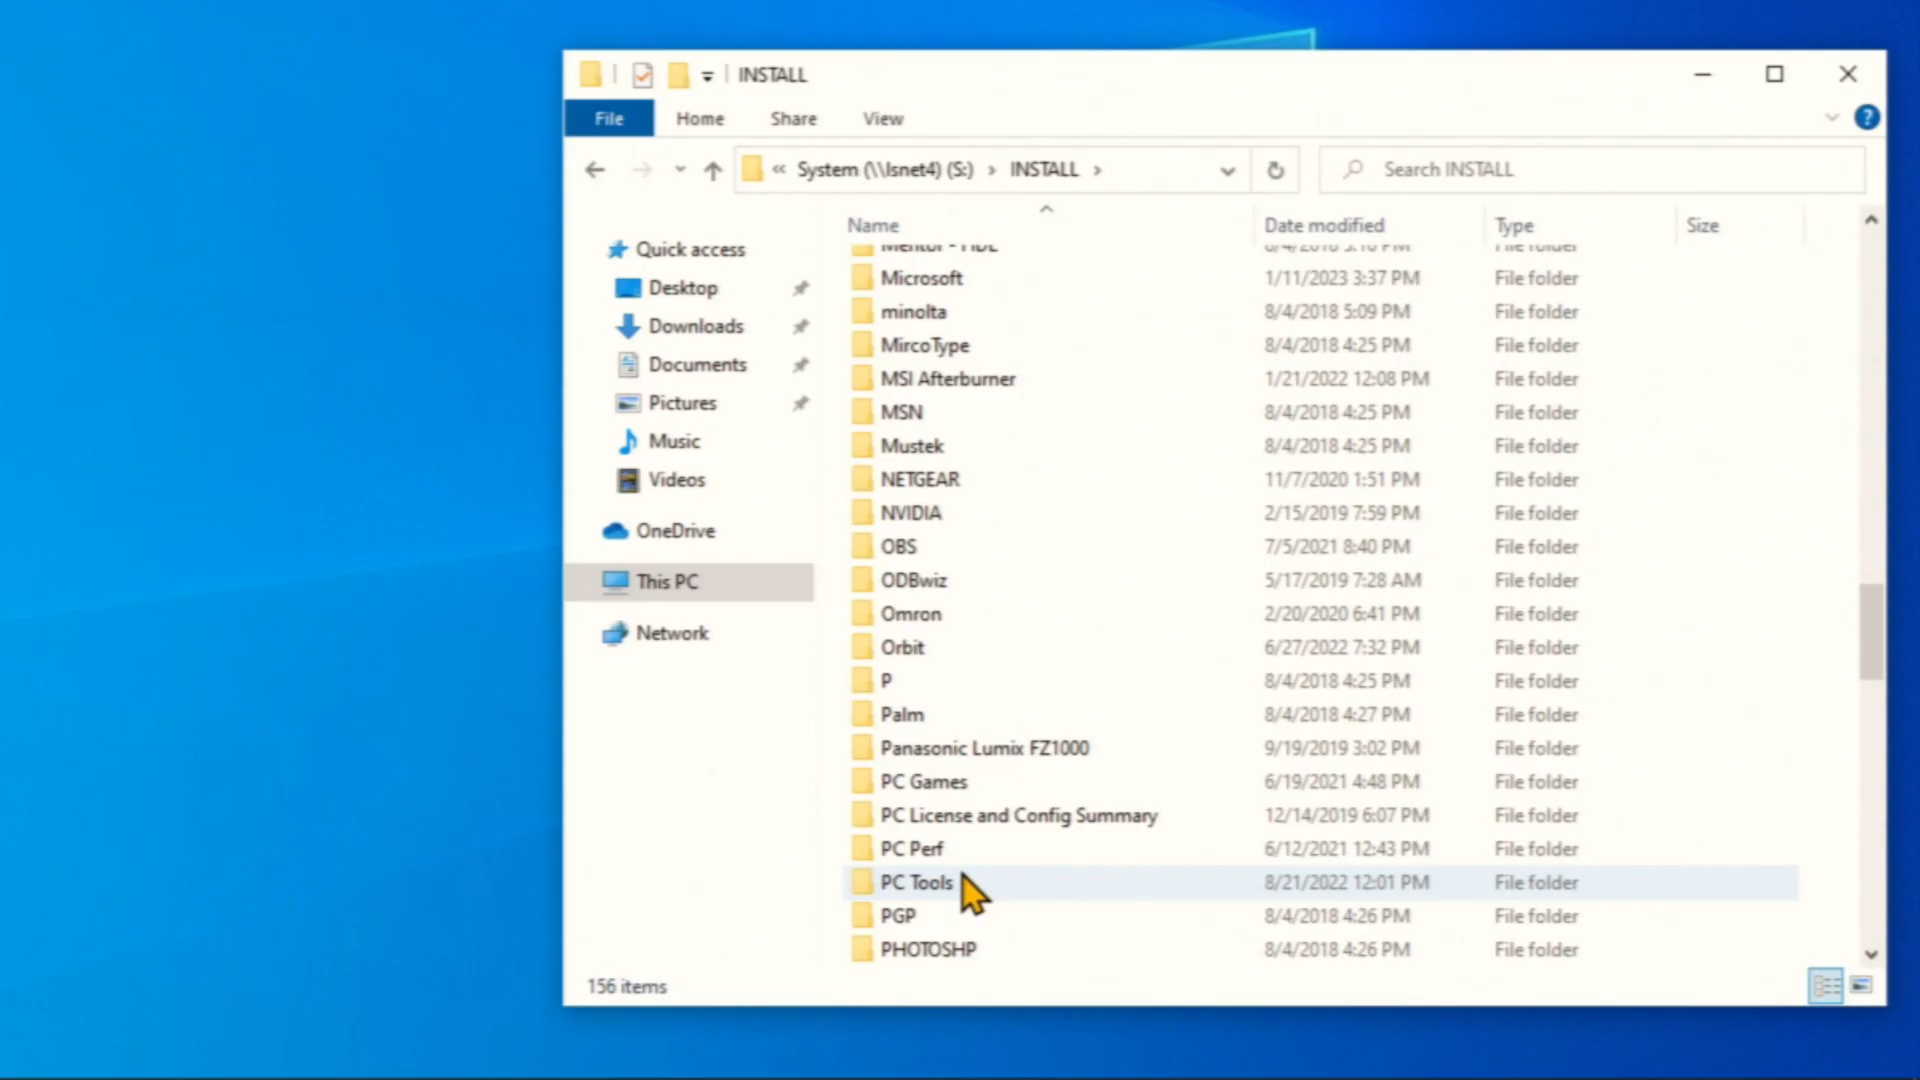 INSTALL
File Home Share View
« System (\\lsnet4) (S:) › INSTALL › Search INSTALL
Name Date modified Type Size
Quick access
Desktop
Downloads
Documents
Pictures
Music
Videos
OneDrive
This PC
Network
Microsoft 1/11/2023 3:37 PM File folder
minolta 8/4/2018 5:09 PM File folder
MircoType 8/4/2018 4:25 PM File folder
MSI Afterburner 1/21/2022 12:08 PM File folder
MSN 8/4/2018 4:25 PM File folder
Mustek 8/4/2018 4:25 PM File folder
NETGEAR 11/7/2020 1:51 PM File folder
NVIDIA 2/15/2019 7:59 PM File folder
OBS 7/5/2021 8:40 PM File folder
ODBwiz 5/17/2019 7:28 AM File folder
Omron 2/20/2020 6:41 PM File folder
Orbit 6/27/2022 7:32 PM File folder
P 8/4/2018 4:25 PM File folder
Palm 8/4/2018 4:27 PM File folder
Panasonic Lumix FZ1000 9/19/2019 3:02 PM File folder
PC Games 6/19/2021 4:48 PM File folder
PC License and Config Summary 12/14/2019 6:07 PM File folder
PC Perf 6/12/2021 12:43 PM File folder
PC Tools 8/21/2022 12:01 PM File folder
PGP 8/4/2018 4:26 PM File folder
PHOTOSHP 8/4/2018 4:26 PM File folder
156 items